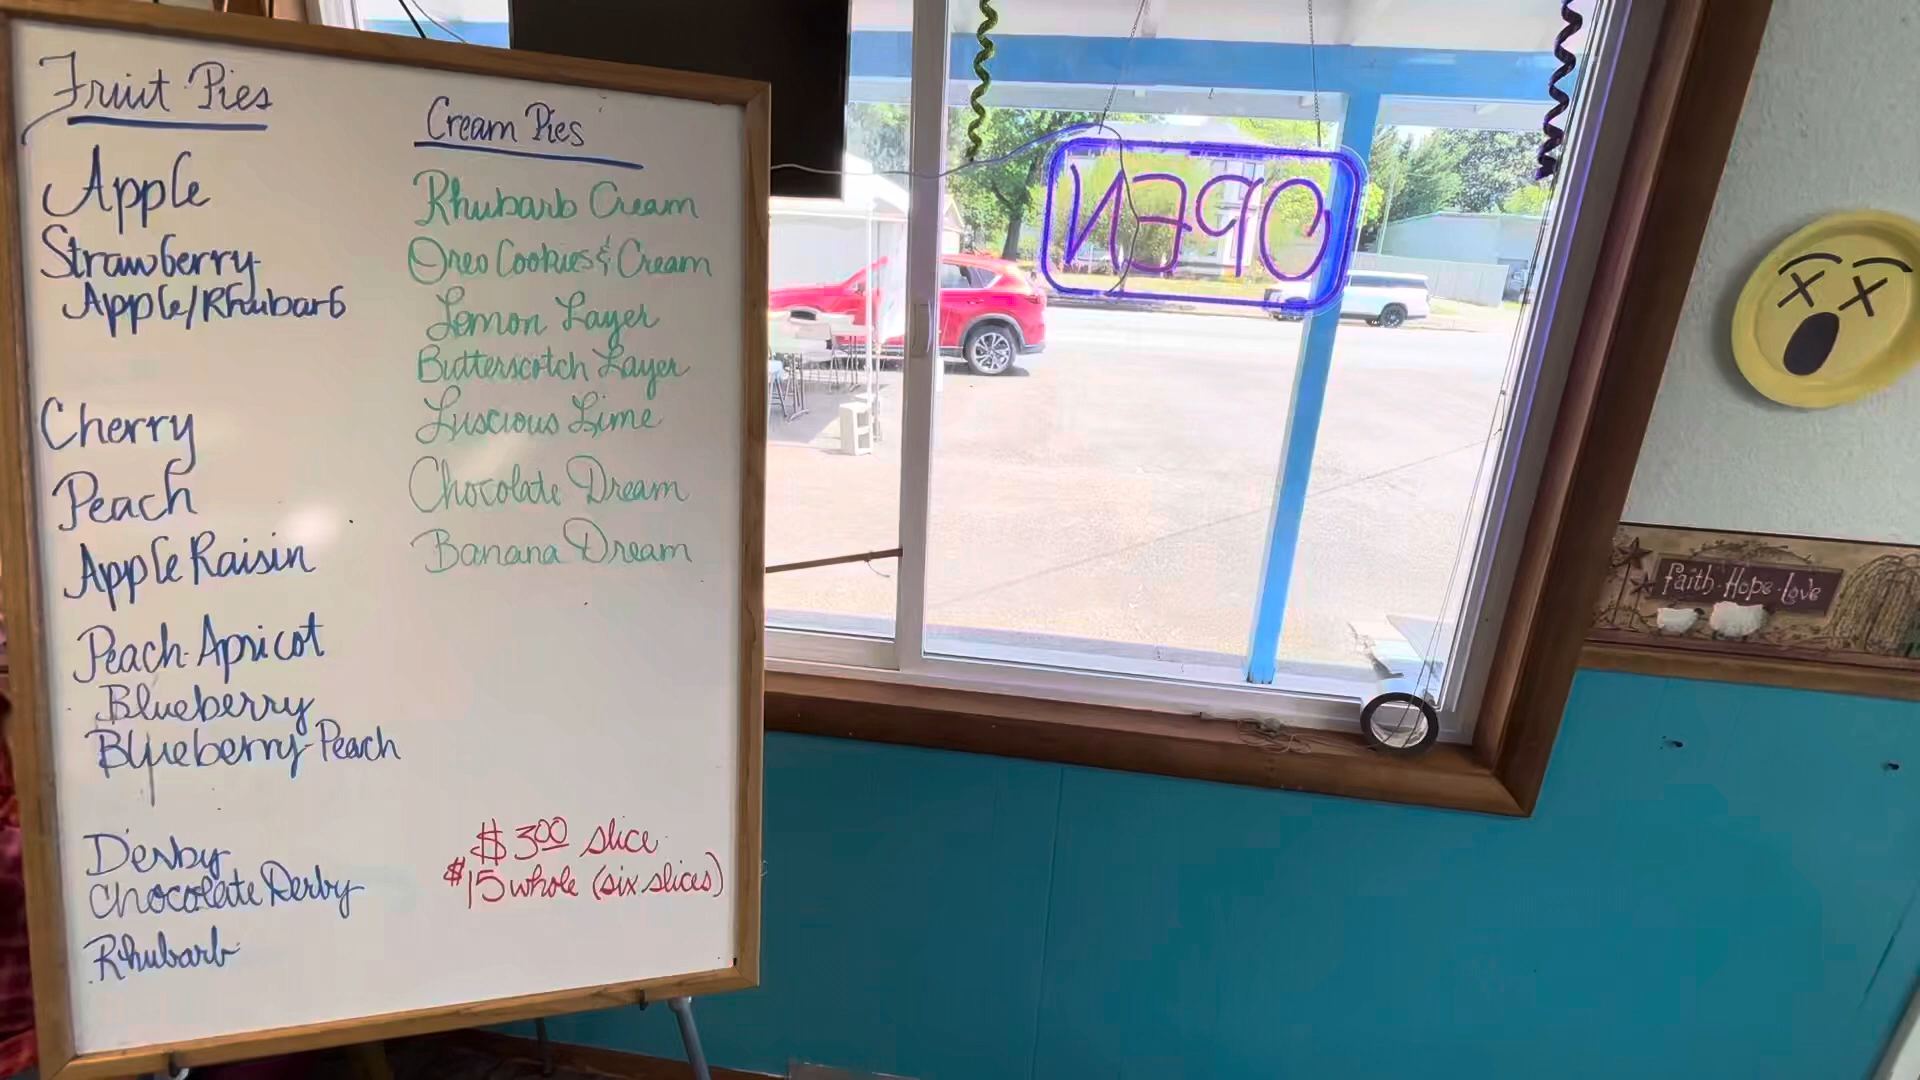 Fruit Pies
Apple
Strawberry
Apple/Rhubarb
Cherry
Peach
Apple Raisin
Peach-Apricot
Blueberry
Blueberry-Peach
Derby
Chocolate Derby
Rhubarb
Cream Pies
Rhubarb Cream
Oreo Cookies & Cream
Lemon Layer
Butterscotch Layer
Luscious Lime
Chocolate Dream
Banana Dream
$3.00 slice
$15 whole (six slices)
OPEN
Faith-Hope-Love